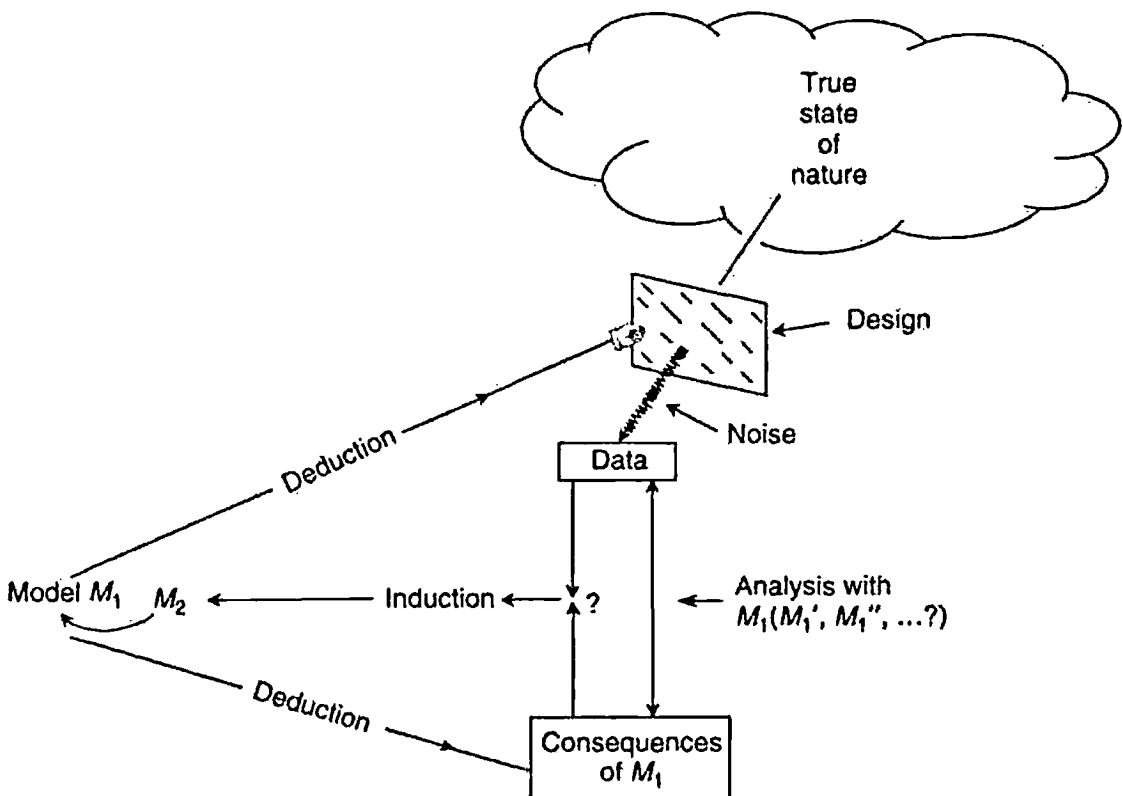 True
state
of
nature
Design
Noise
Data
Deduction
Model M₁ M₂
Induction
?
Analysis with
M₁(M₁′, M₁″, ...?)
Deduction
Consequences
of M₁